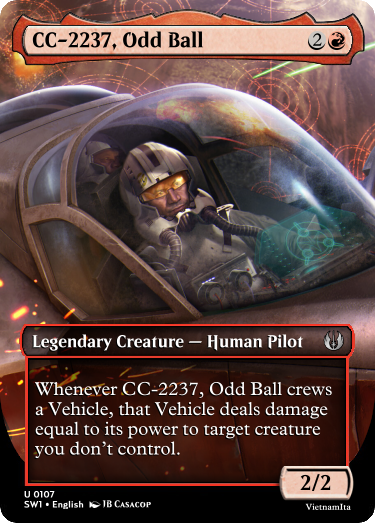 CC-2237, Odd Ball 2
Legendary Creature — Human Pilot
Whenever CC-2237, Odd Ball crews
a Vehicle, that Vehicle deals damage
equal to its power to target creature
you don't control.
2/2
U 0107
SW1 • English JB Casacop
VietnamIta